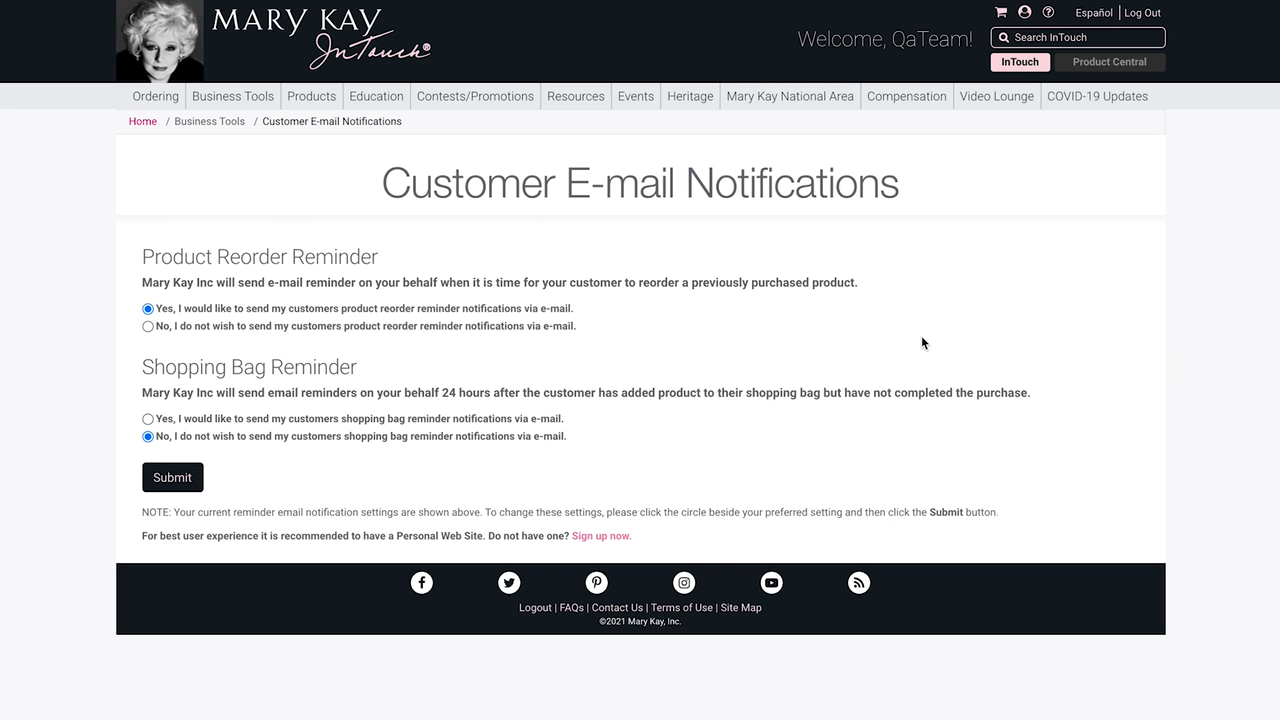 MARY KAY
InTouch®
Español | Log Out
Welcome, QaTeam!
Search InTouch
InTouch
Product Central
Ordering | Business Tools | Products | Education | Contests/Promotions | Resources | Events | Heritage | Mary Kay National Area | Compensation | Video Lounge | COVID-19 Updates
Home / Business Tools / Customer E-mail Notifications
Customer E-mail Notifications
Product Reorder Reminder
Mary Kay Inc will send e-mail reminder on your behalf when it is time for your customer to reorder a previously purchased product.
Yes, I would like to send my customers product reorder reminder notifications via e-mail.
No, I do not wish to send my customers product reorder reminder notifications via e-mail.
Shopping Bag Reminder
Mary Kay Inc will send email reminders on your behalf 24 hours after the customer has added product to their shopping bag but have not completed the purchase.
Yes, I would like to send my customers shopping bag reminder notifications via e-mail.
No, I do not wish to send my customers shopping bag reminder notifications via e-mail.
Submit
NOTE: Your current reminder email notification settings are shown above. To change these settings, please click the circle beside your preferred setting and then click the Submit button.
For best user experience it is recommended to have a Personal Web Site. Do not have one? Sign up now.
Logout | FAQs | Contact Us | Terms of Use | Site Map
©2021 Mary Kay, Inc.